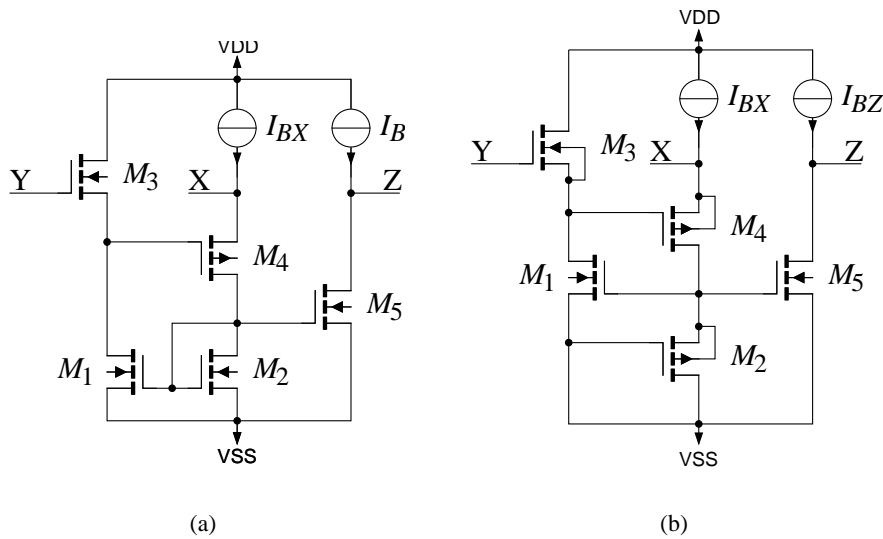 VDD
I_BX
I_B
Y
M_3
X
Z
M_4
M_5
M_1
M_2
VSS
(a)
VDD
I_BX
I_BZ
Y
M_3
X
Z
M_4
M_1
M_5
M_2
VSS
(b)